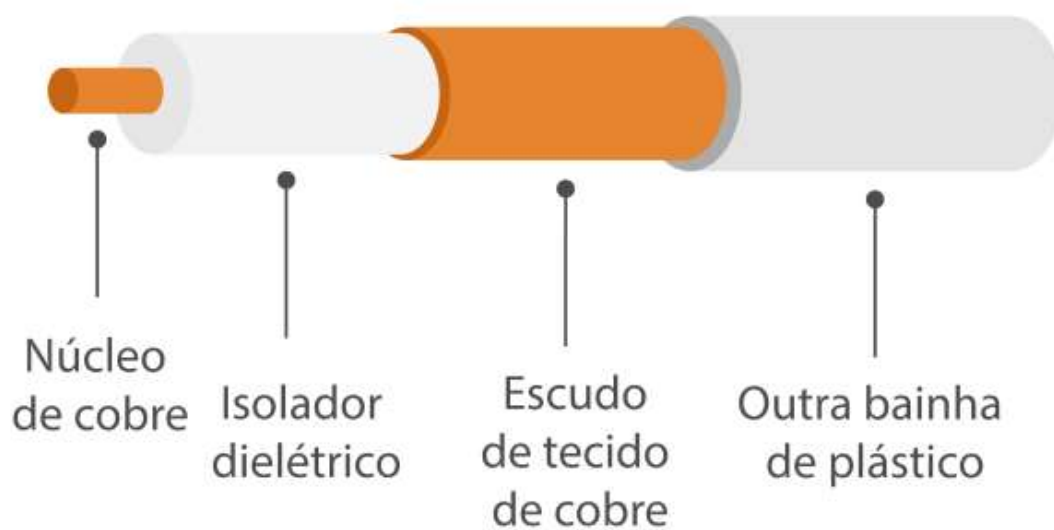 Núcleo
de cobre
Isolador
dielétrico
Escudo
de tecido
de cobre
Outra bainha
de plástico